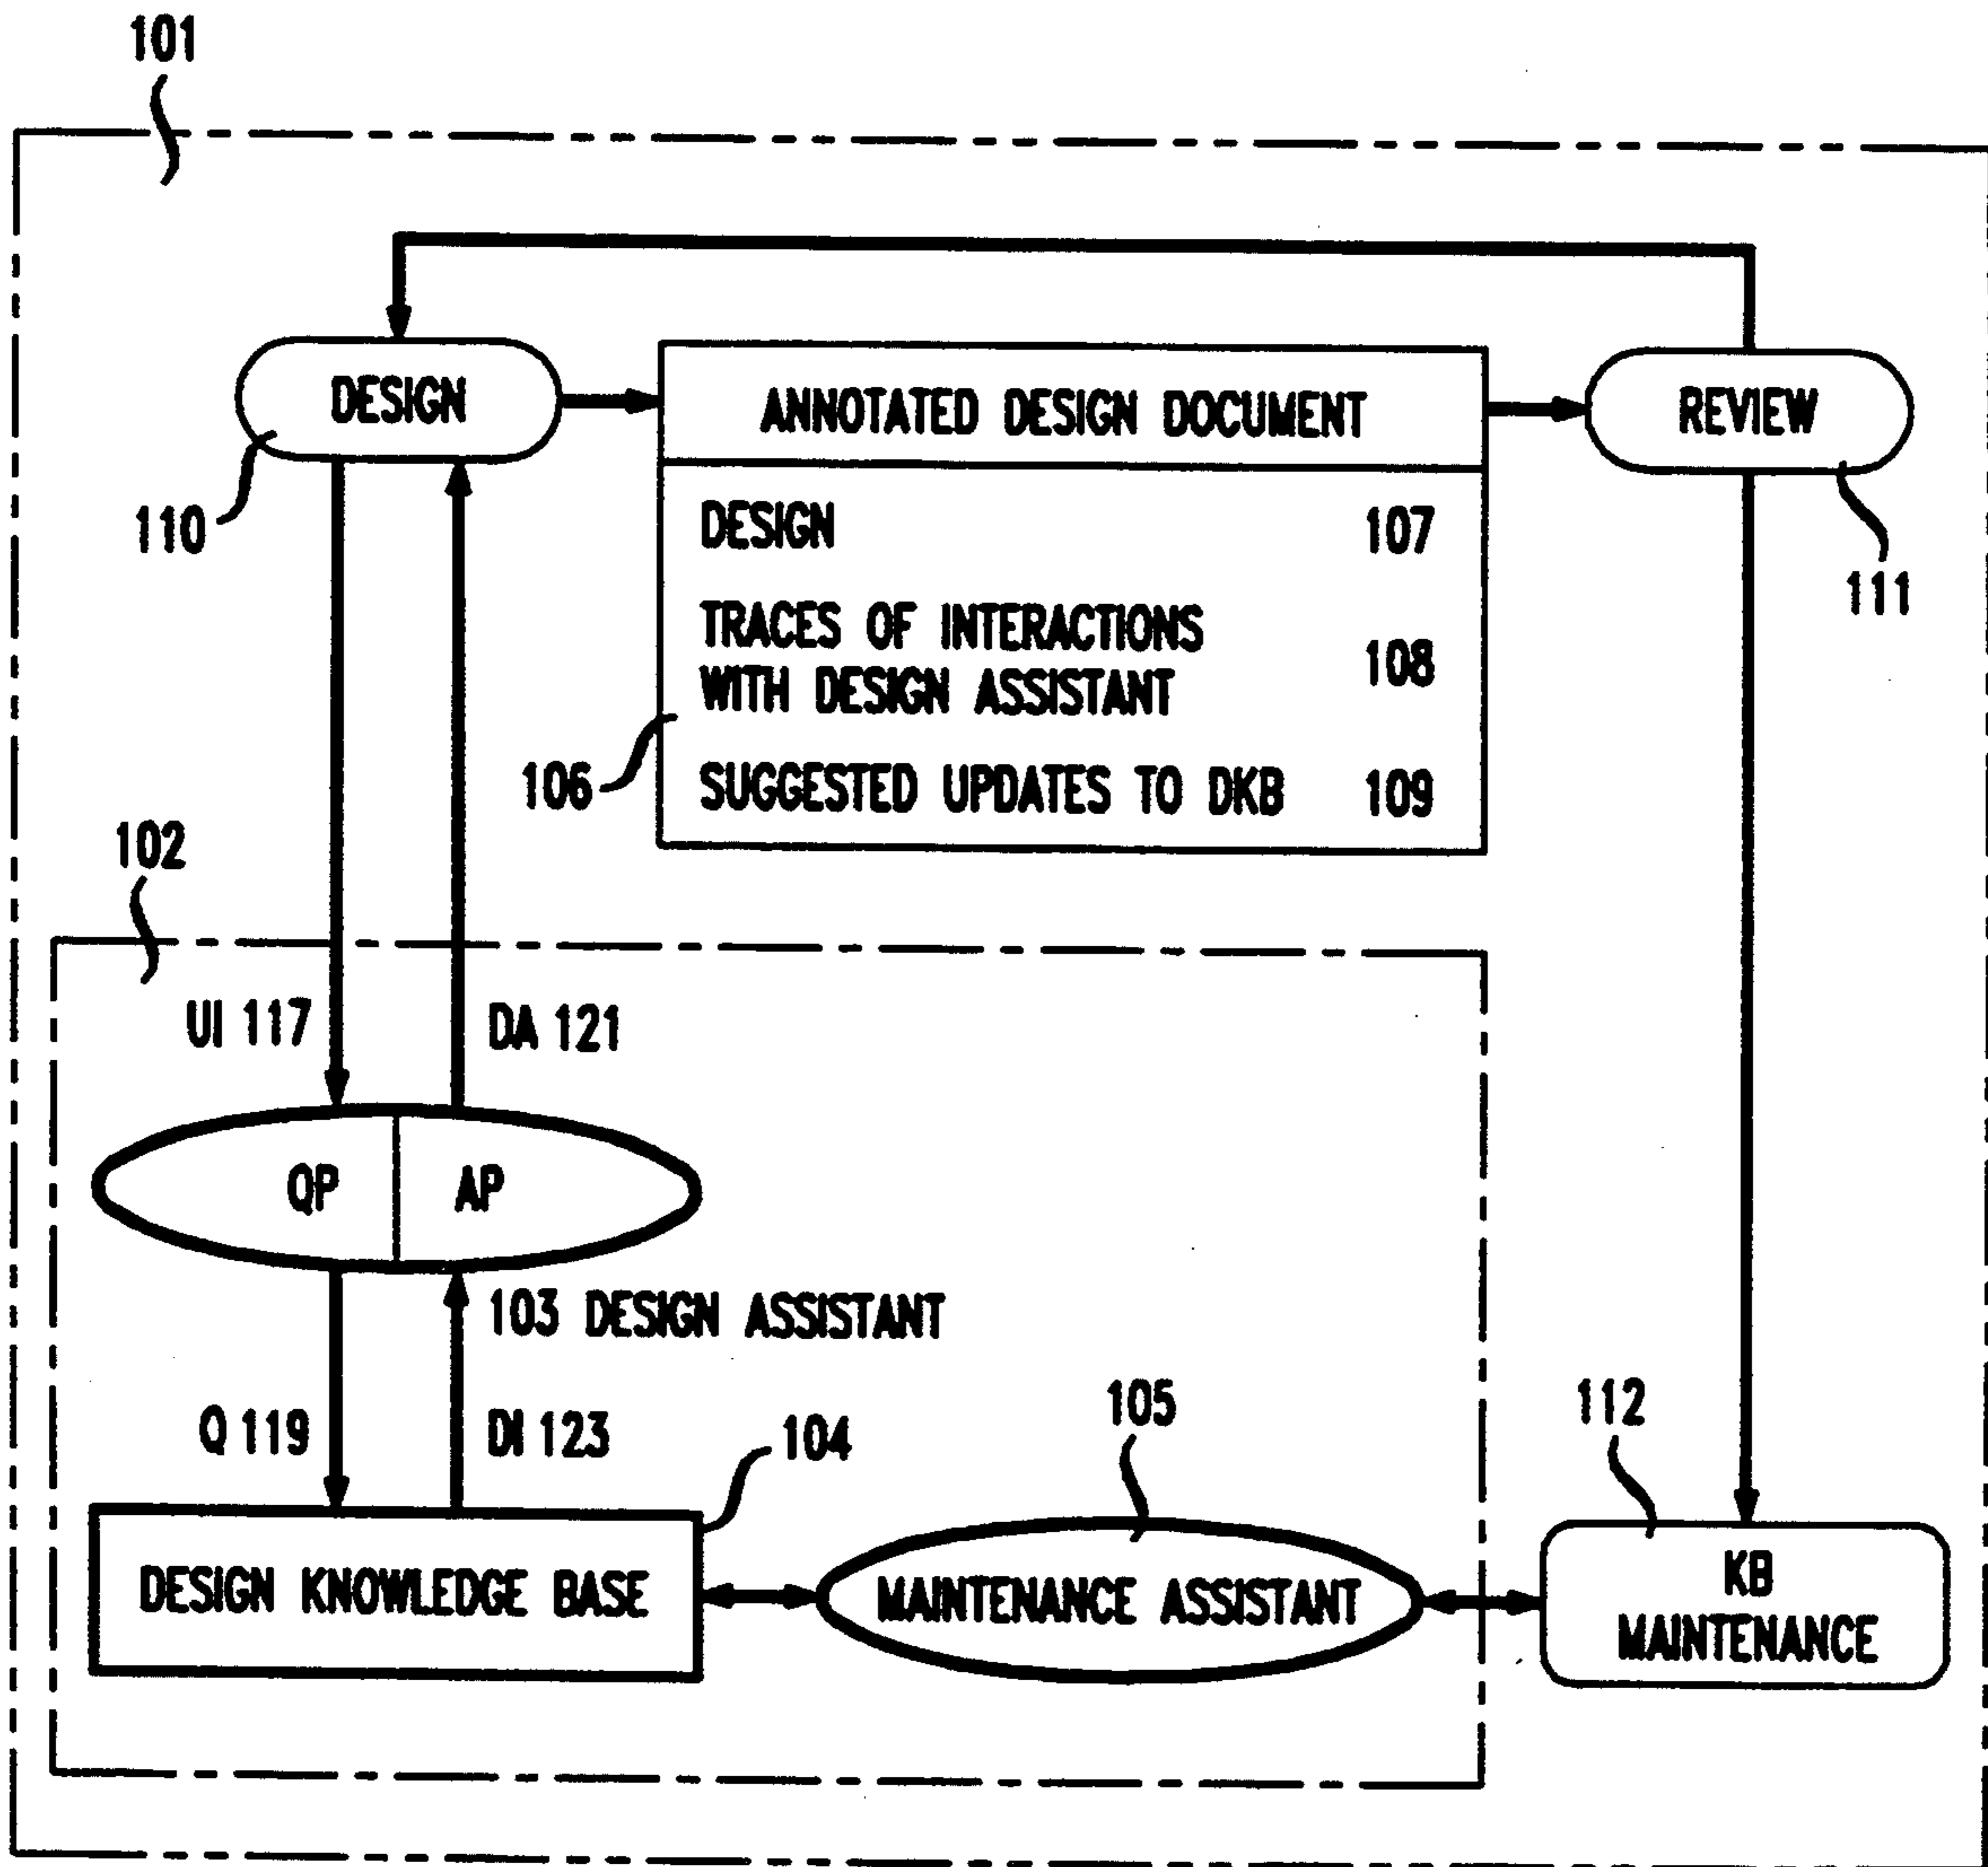 101
DESIGN
110
ANNOTATED DESIGN DOCUMENT
DESIGN 107
TRACES OF INTERACTIONS
WITH DESIGN ASSISTANT 108
SUGGESTED UPDATES TO DKB 109
106
REVIEW
111
102
UI 117
DA 121
QP
AP
103 DESIGN ASSISTANT
Q 119
DI 123
104
DESIGN KNOWLEDGE BASE
105
MAINTENANCE ASSISTANT
112
KB
MAINTENANCE